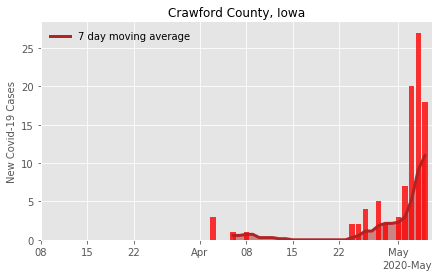 Crawford County, Iowa
7 day moving average
New Covid-19 Cases
25
20
15
10
5
0
08 15 22 Apr 08 15 22 May
2020-May